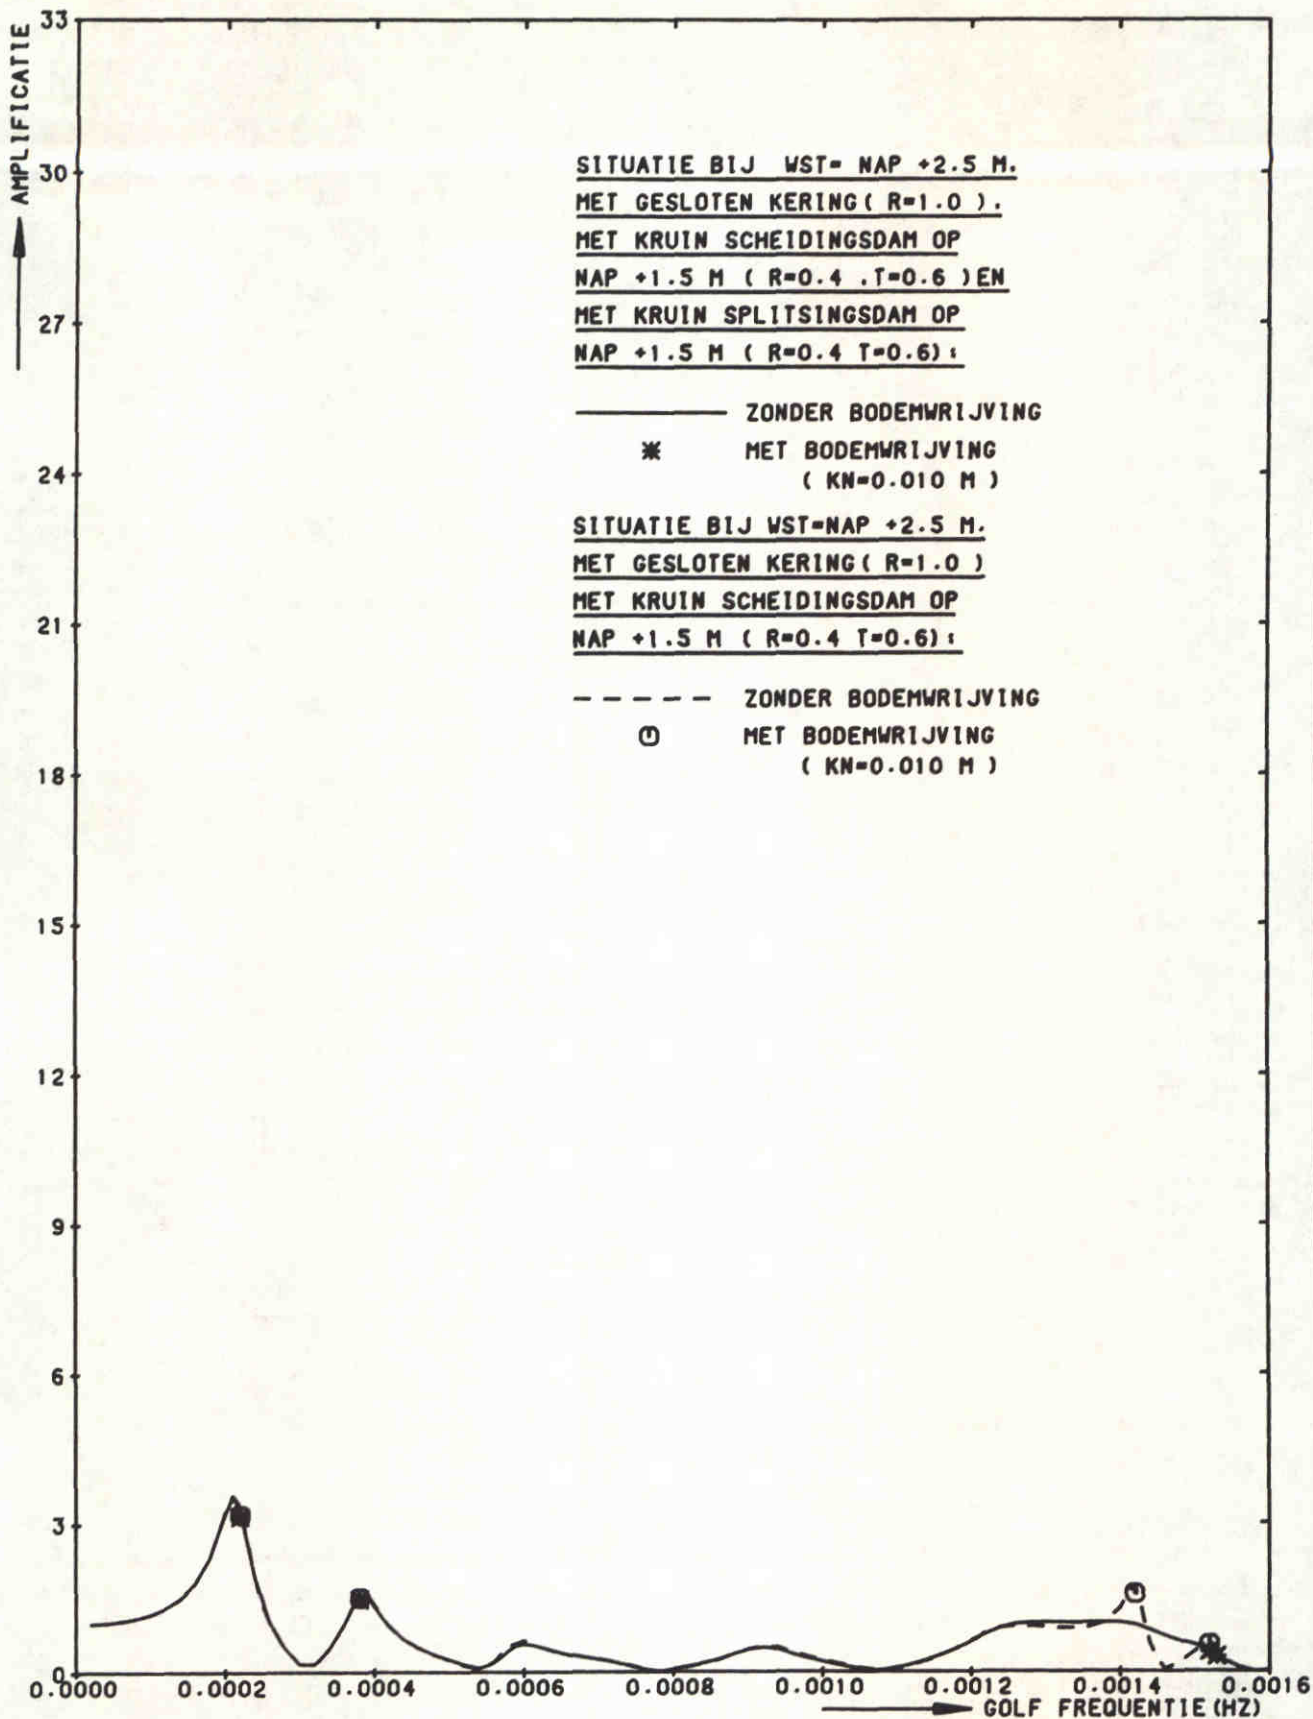 AMPLIFICATIE
33
30
27
24
21
18
15
12
9
6
3
0
SITUATIE BIJ WST= NAP +2.5 M.
MET GESLOTEN KERING( R=1.0 ).
MET KRUIN SCHEIDINGSDAM OP
NAP +1.5 M ( R=0.4 .T=0.6 )EN
MET KRUIN SPLITSINGSDAM OP
NAP +1.5 M ( R=0.4 T=0.6):
ZONDER BODEMWRIJVING
MET BODEMWRIJVING
( KN=0.010 M )
SITUATIE BIJ WST=NAP +2.5 M.
MET GESLOTEN KERING( R=1.0 )
MET KRUIN SCHEIDINGSDAM OP
NAP +1.5 M ( R=0.4 T=0.6):
ZONDER BODEMWRIJVING
MET BODEMWRIJVING
( KN=0.010 M )
0.0000 0.0002 0.0004 0.0006 0.0008 0.0010 0.0012 0.0014 0.0016
GOLF FREQUENTIE(HZ)